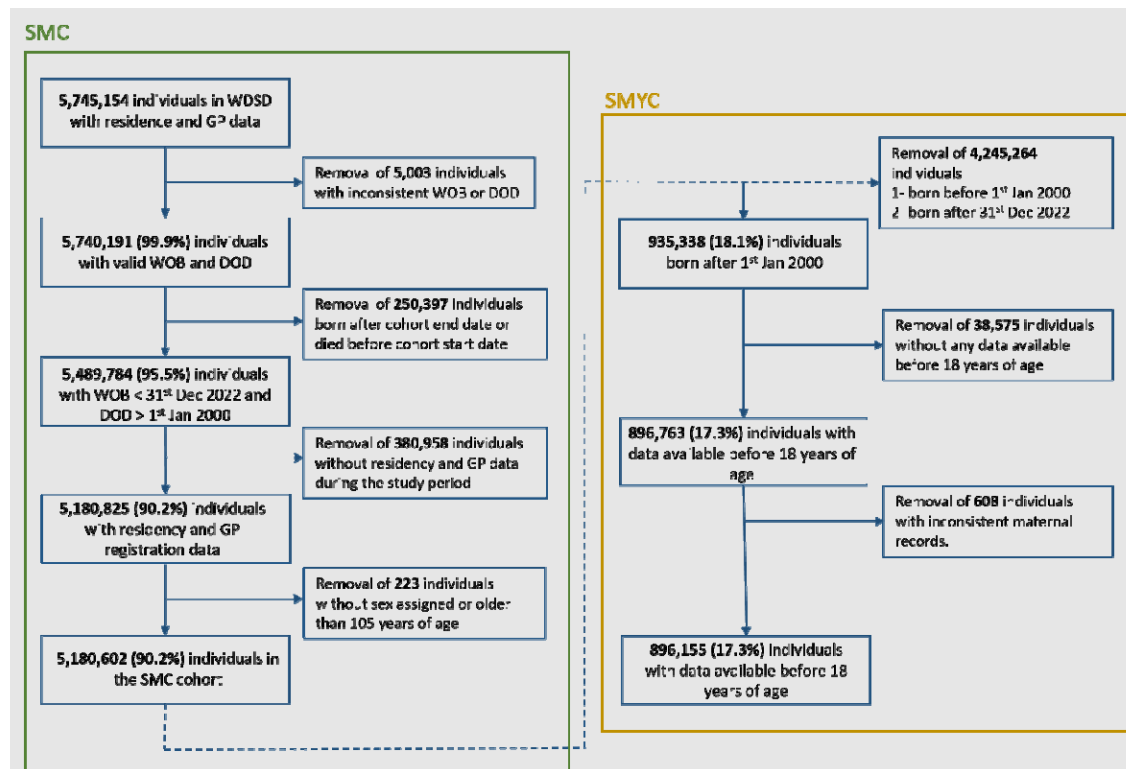 SMC
5,745,154 individuals in WDSD
with residence and GP data
Removal of 5,003 individuals
with inconsistent WOB or DOD
5,740,191 (99.9%) individuals
with valid WOB and DOD
Removal of 250,397 individuals
born after cohort end date or
died before cohort start date
5,489,784 (95.5%) individuals
with WOB < 31st Dec 2022 and
DOD > 1st Jan 2000
Removal of 380,958 individuals
without residency and GP data
during the study period
5,180,825 (90.2%) individuals
with residency and GP
registration data
Removal of 223 individuals
without sex assigned or older
than 105 years of age
5,180,602 (90.2%) individuals in
the SMC cohort
SMYC
Removal of 4,245,264
individuals
1- born before 1st Jan 2000
2- born after 31st Dec 2022
935,338 (18.1%) individuals
born after 1st Jan 2000
Removal of 38,575 individuals
without any data available
before 18 years of age
896,763 (17.3%) individuals with
data available before 18 years of
age
Removal of 608 individuals
with inconsistent maternal
records.
896,155 (17.3%) Individuals
with data available before 18
years of age